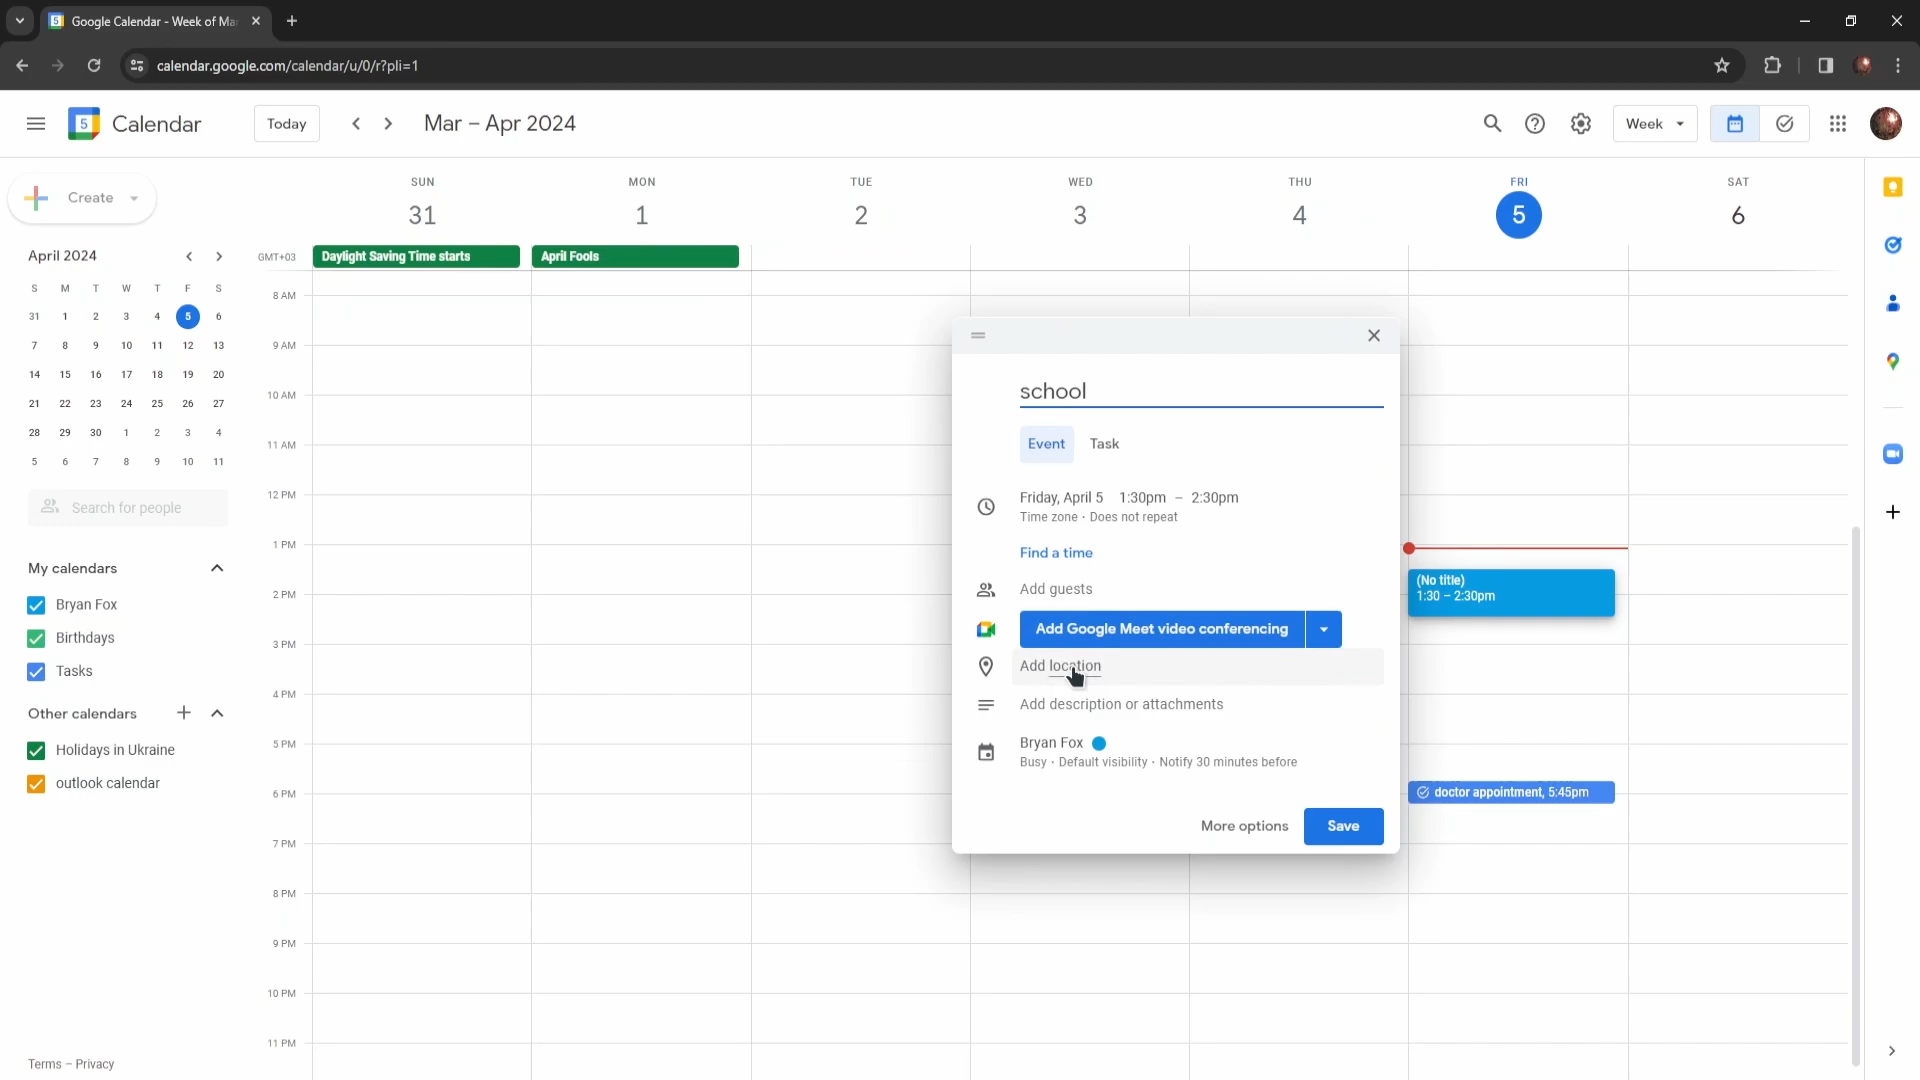 5 Google Calendar - Week of Ma
calendar.google.com/calendar/u/0/r?pli=1
5 Calendar
Today
Mar – Apr 2024
Week
Create
SUN MON TUE WED THU FRI SAT
31 1 2 3 4 5 6
April 2024
GMT+03
Daylight Saving Time starts
April Fools
S M T W T F S
31 1 2 3 4 5 6
7 8 9 10 11 12 13
14 15 16 17 18 19 20
21 22 23 24 25 26 27
28 29 30 1 2 3 4
5 6 7 8 9 10 11
Search for people
My calendars
Bryan Fox
Birthdays
Tasks
Other calendars
Holidays in Ukraine
outlook calendar
Terms – Privacy
8 AM
9 AM
10 AM
11 AM
12 PM
1 PM
2 PM
3 PM
4 PM
5 PM
6 PM
7 PM
8 PM
9 PM
10 PM
11 PM
school
Event Task
Friday, April 5 1:30pm – 2:30pm
Time zone · Does not repeat
Find a time
Add guests
Add Google Meet video conferencing
Add location
Add description or attachments
Bryan Fox
Busy · Default visibility · Notify 30 minutes before
More options
Save
(No title)
1:30 – 2:30pm
doctor appointment, 5:45pm